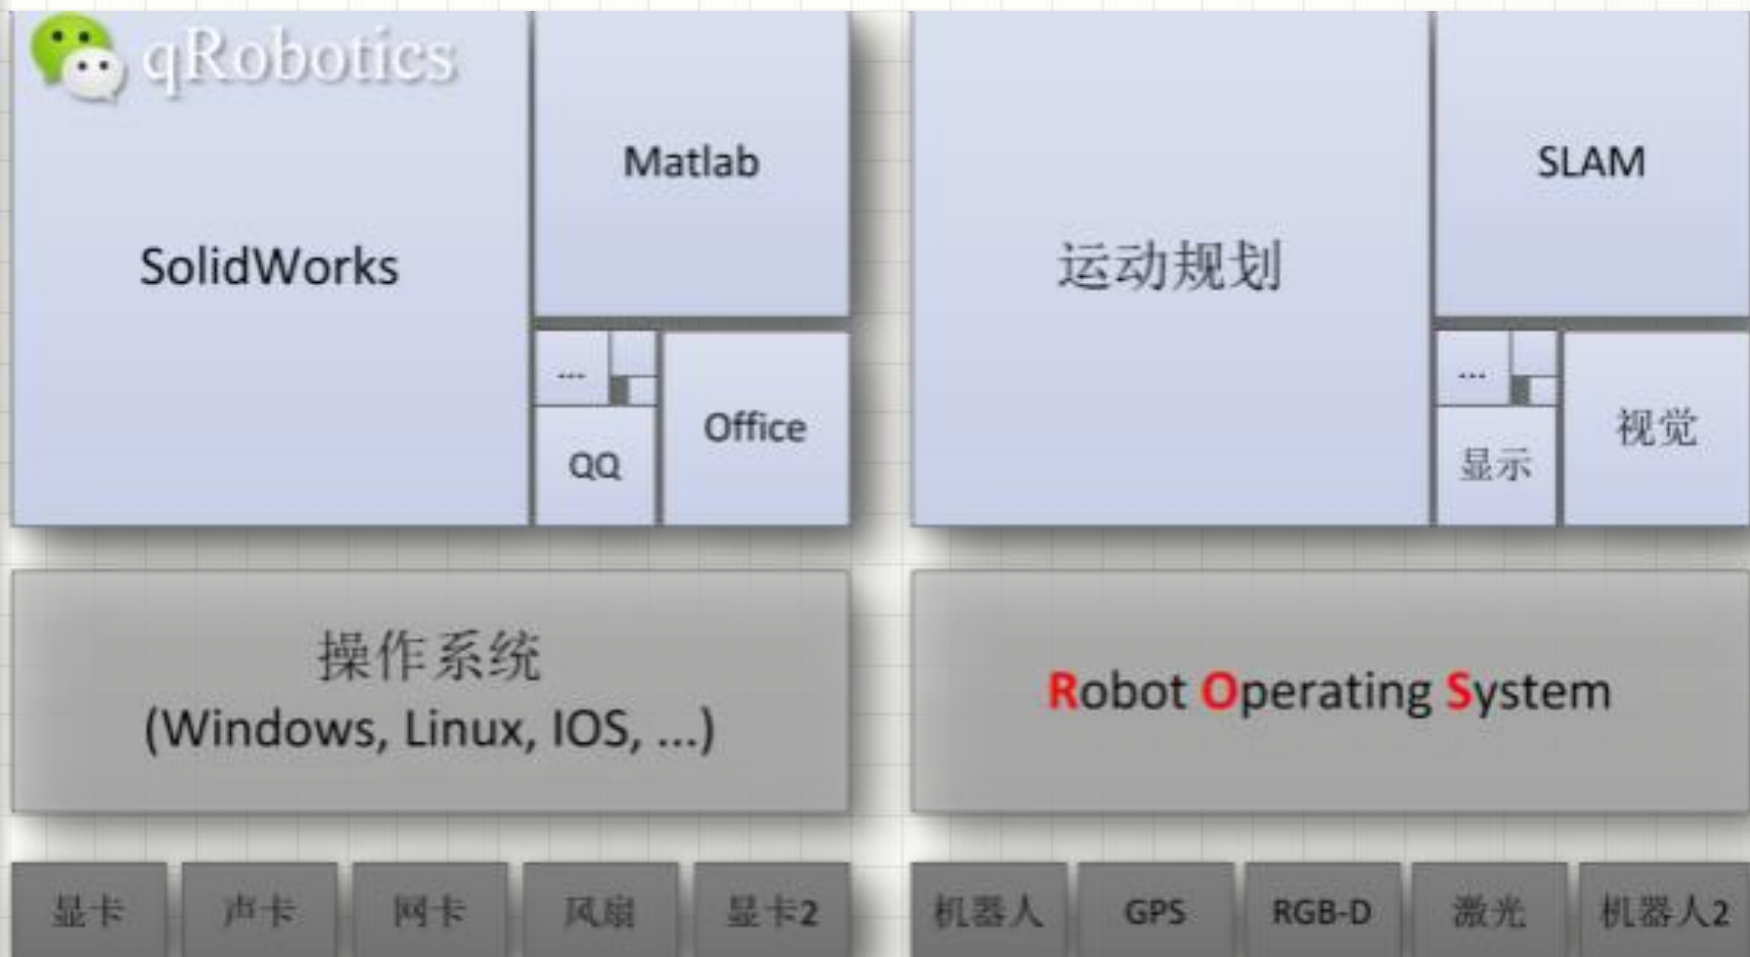 qRobotics
SolidWorks
Matlab
...
QQ
Office
操作系统
(Windows, Linux, IOS, ...)
显卡
声卡
网卡
风扇
显卡2
运动规划
SLAM
...
显示
视觉
Robot Operating System
机器人
GPS
RGB-D
激光
机器人2